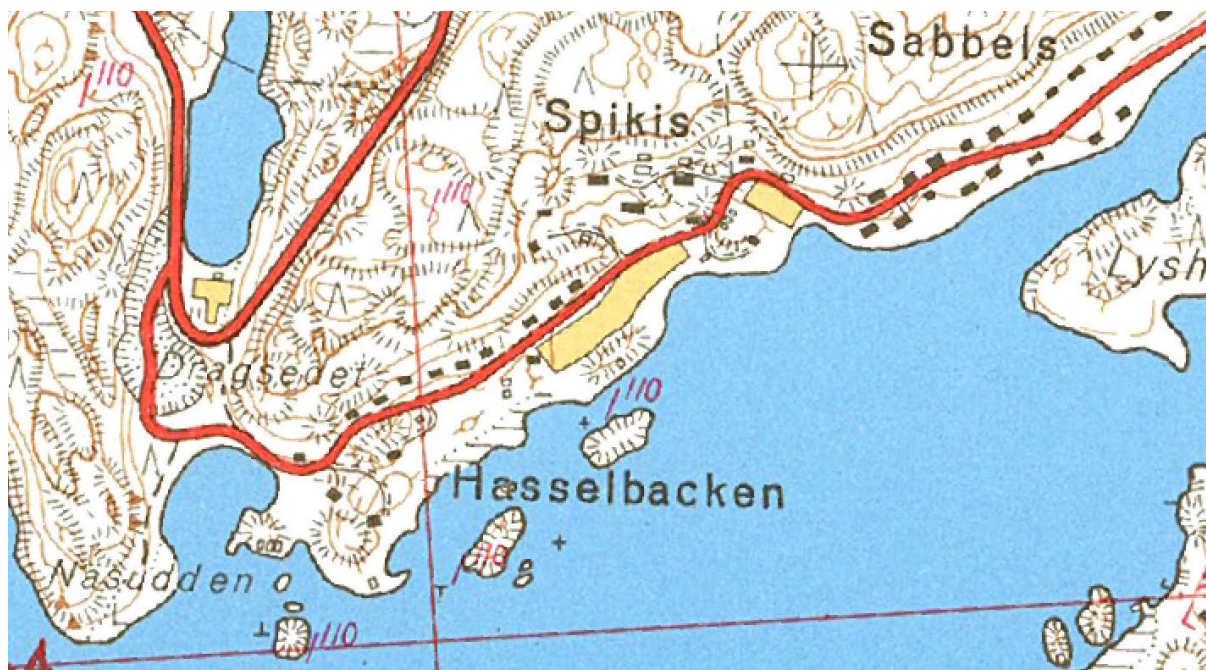 Sabbels
110
Spikis
110
Lysh
Dragsedet
110
Hasselbacken
110
Näsudden
110